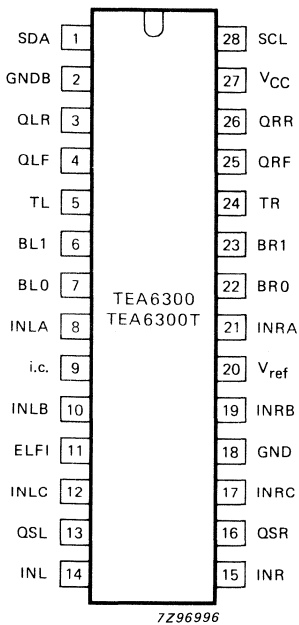 SDA 1 28 SCL
GNDB 2 27 VCC
QLR 3 26 QRR
QLF 4 25 QRF
TL 5 24 TR
BL1 6 23 BR1
BL0 7 22 BR0
TEA6300
TEA6300T
INLA 8 21 INRA
i.c. 9 20 Vref
INLB 10 19 INRB
ELFI 11 18 GND
INLC 12 17 INRC
QSL 13 16 QSR
INL 14 15 INR
7Z96996